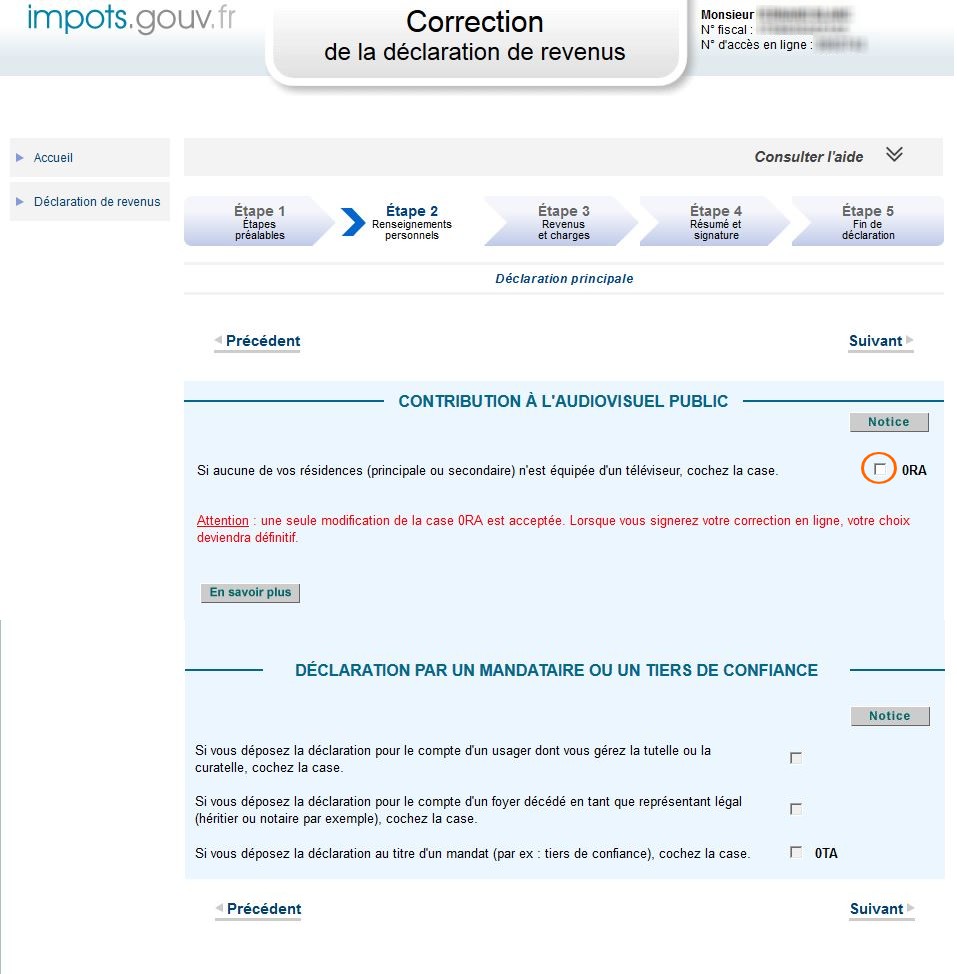 impots.gouv.fr
Correction
de la déclaration de revenus
Monsieur
N° fiscal :
N° d'accès en ligne :
Accueil
Déclaration de revenus
Consulter l'aide
Étape 1
Étapes
préalables
Étape 2
Renseignements
personnels
Étape 3
Revenus
et charges
Étape 4
Résumé et
signature
Étape 5
Fin de
déclaration
Déclaration principale
Précédent
Suivant
CONTRIBUTION À L'AUDIOVISUEL PUBLIC
Notice
Si aucune de vos résidences (principale ou secondaire) n'est équipée d'un téléviseur, cochez la case.
0RA
Attention : une seule modification de la case 0RA est acceptée. Lorsque vous signerez votre correction en ligne, votre choix
deviendra définitif.
En savoir plus
DÉCLARATION PAR UN MANDATAIRE OU UN TIERS DE CONFIANCE
Notice
Si vous déposez la déclaration pour le compte d'un usager dont vous gérez la tutelle ou la
curatelle, cochez la case.
Si vous déposez la déclaration pour le compte d'un foyer décédé en tant que représentant légal
(héritier ou notaire par exemple), cochez la case.
Si vous déposez la déclaration au titre d'un mandat (par ex : tiers de confiance), cochez la case.
0TA
Précédent
Suivant